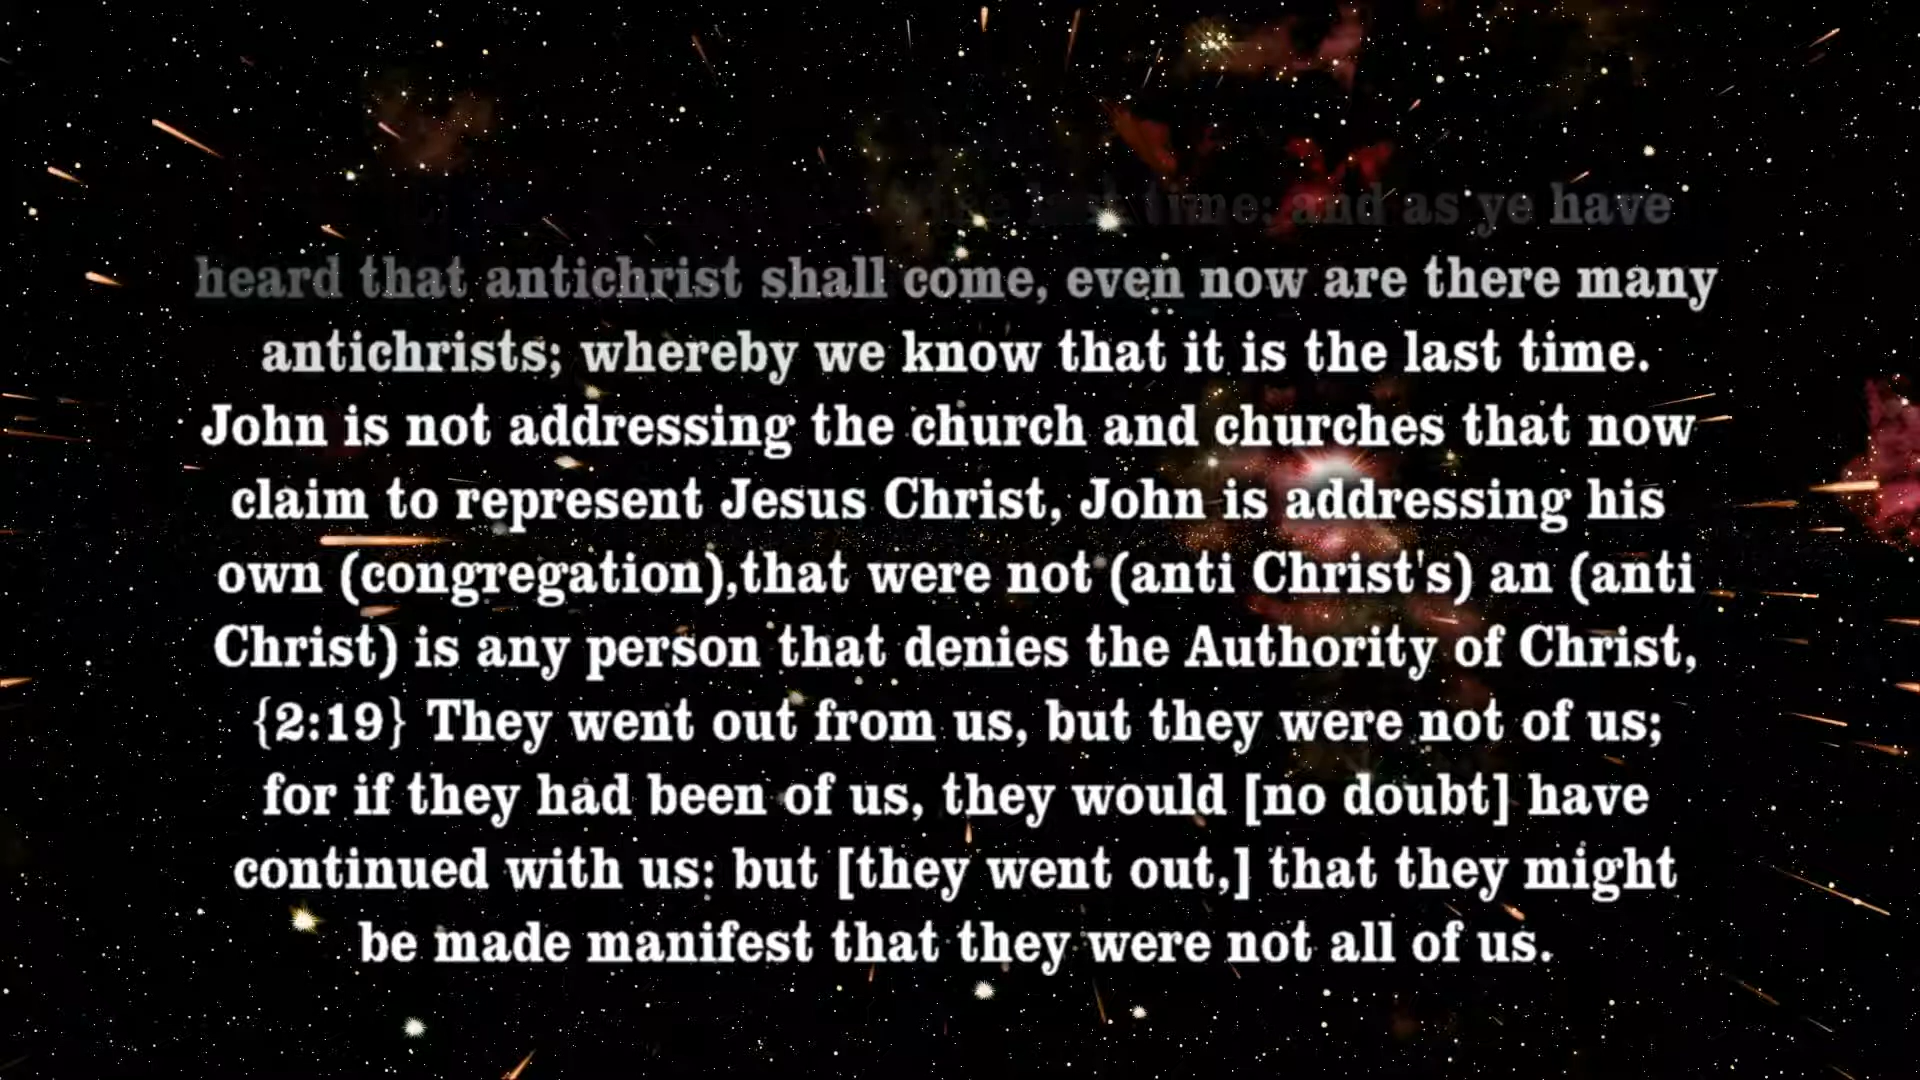 last time: and as ye have
heard that antichrist shall come, even now are there many
antichrists; whereby we know that it is the last time.
John is not addressing the church and churches that now
claim to represent Jesus Christ, John is addressing his
own (congregation),that were not (anti Christ's) an (anti
Christ) is any person that denies the Authority of Christ,
{2:19} They went out from us, but they were not of us;
for if they had been of us, they would [no doubt] have
continued with us: but [they went out,] that they might
be made manifest that they were not all of us.